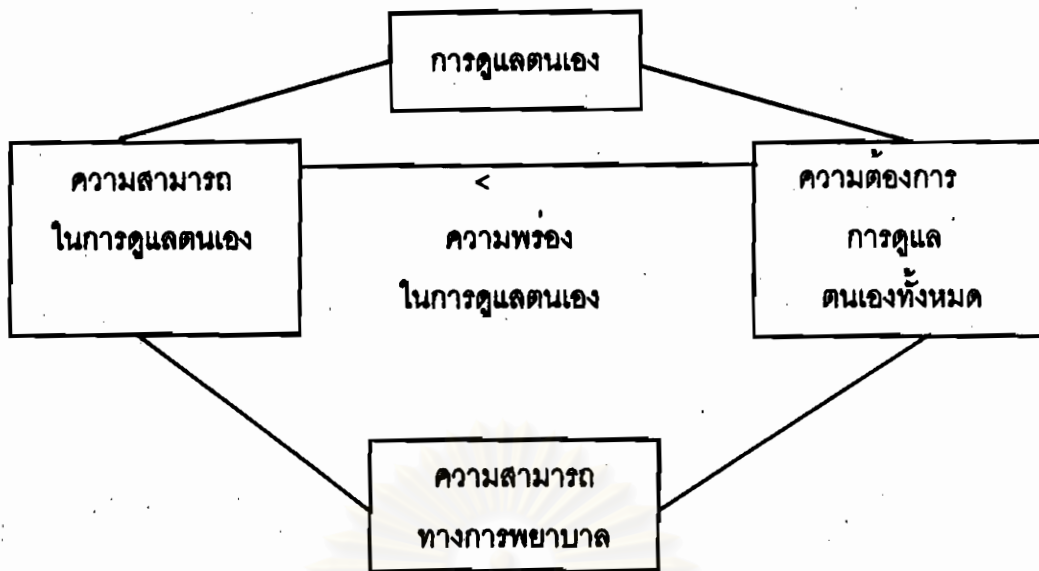 การดูแลตนเอง
ความสามารถ
ในการดูแลตนเอง
<
ความพร่อง
ในการดูแลตนเอง
ความต้องการ
การดูแล
ตนเองทั้งหมด
ความสามารถ
ทางการพยาบาล